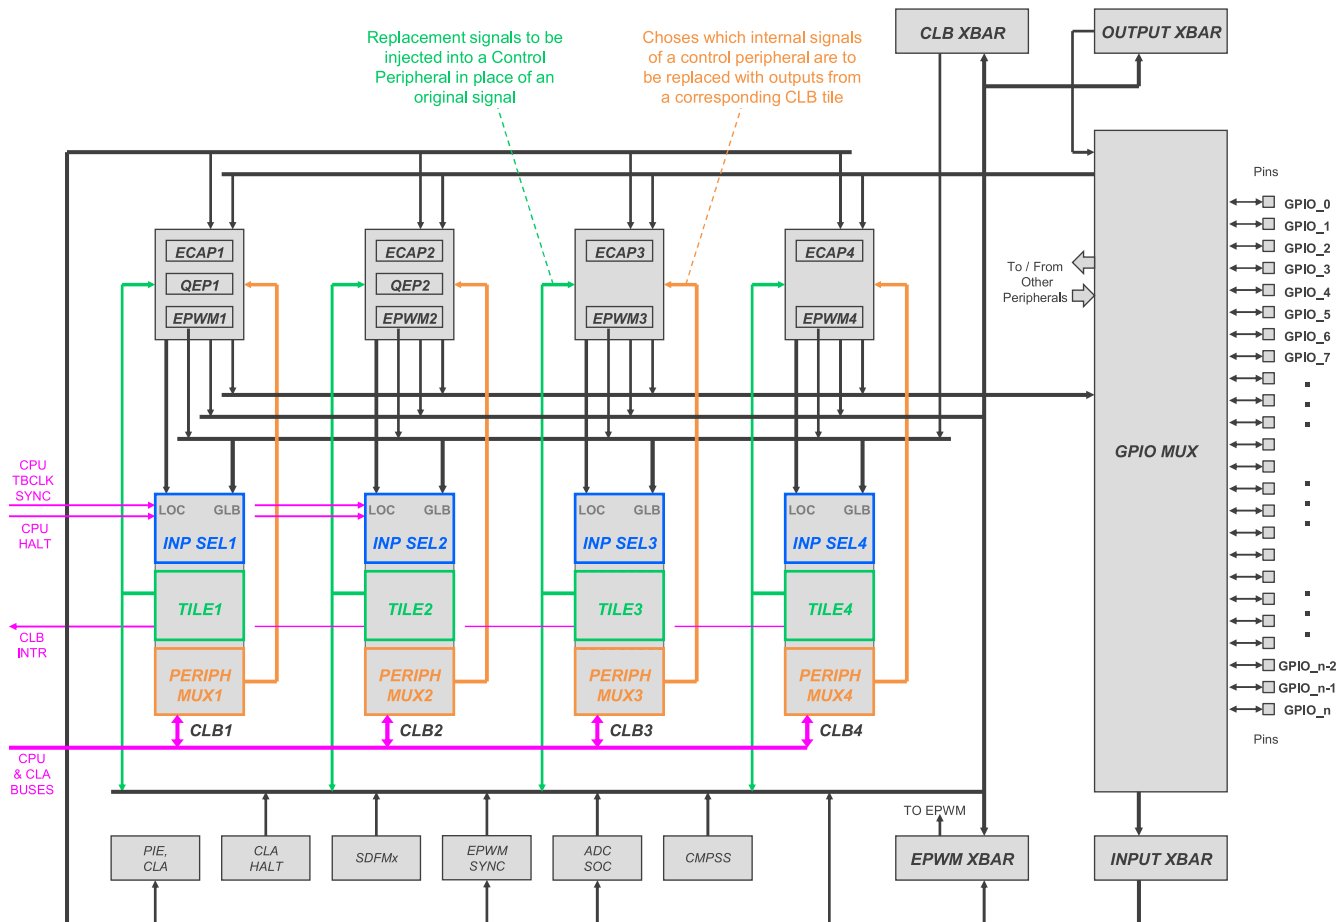 Replacement signals to be
injected into a Control
Peripheral in place of an
original signal
Choses which internal signals
of a control peripheral are to
be replaced with outputs from
a corresponding CLB tile
CLB XBAR
OUTPUT XBAR
Pins
GPIO_0
GPIO_1
GPIO_2
GPIO_3
GPIO_4
GPIO_5
GPIO_6
GPIO_7
GPIO_n-2
GPIO_n-1
GPIO_n
Pins
To / From
Other
Peripherals
GPIO MUX
ECAP1
QEP1
EPWM1
ECAP2
QEP2
EPWM2
ECAP3
EPWM3
ECAP4
EPWM4
CPU
TBCLK
SYNC
CPU
HALT
LOC GLB
INP SEL1
LOC GLB
INP SEL2
LOC GLB
INP SEL3
LOC GLB
INP SEL4
TILE1
TILE2
TILE3
TILE4
CLB
INTR
PERIPH
MUX1
PERIPH
MUX2
PERIPH
MUX3
PERIPH
MUX4
CLB1
CLB2
CLB3
CLB4
CPU
& CLA
BUSES
TO EPWM
PIE,
CLA
CLA
HALT
SDFMx
EPWM
SYNC
ADC
SOC
CMPSS
EPWM XBAR
INPUT XBAR